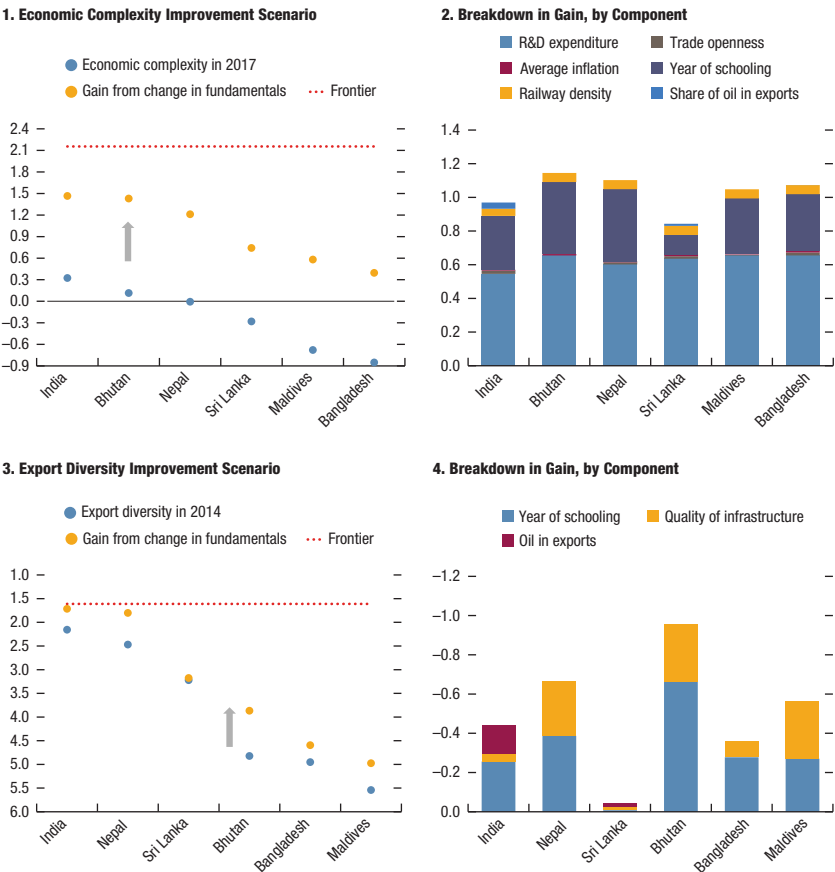 1. Economic Complexity Improvement Scenario
Economic complexity in 2017
Gain from change in fundamentals
Frontier
2.4
2.1
1.8
1.5
1.2
0.9
0.6
0.3
0.0
–0.3
–0.6
–0.9
India
Bhutan
Nepal
Sri Lanka
Maldives
Bangladesh
2. Breakdown in Gain, by Component
R&D expenditure
Trade openness
Average inflation
Year of schooling
Railway density
Share of oil in exports
1.4
1.2
1.0
0.8
0.6
0.4
0.2
0.0
India
Bhutan
Nepal
Sri Lanka
Maldives
Bangladesh
3. Export Diversity Improvement Scenario
Export diversity in 2014
Gain from change in fundamentals
Frontier
1.0
1.5
2.0
2.5
3.0
3.5
4.0
4.5
5.0
5.5
6.0
India
Nepal
Sri Lanka
Bhutan
Bangladesh
Maldives
4. Breakdown in Gain, by Component
Year of schooling
Quality of infrastructure
Oil in exports
–1.2
–1.0
–0.8
–0.6
–0.4
–0.2
0.0
India
Nepal
Sri Lanka
Bhutan
Bangladesh
Maldives